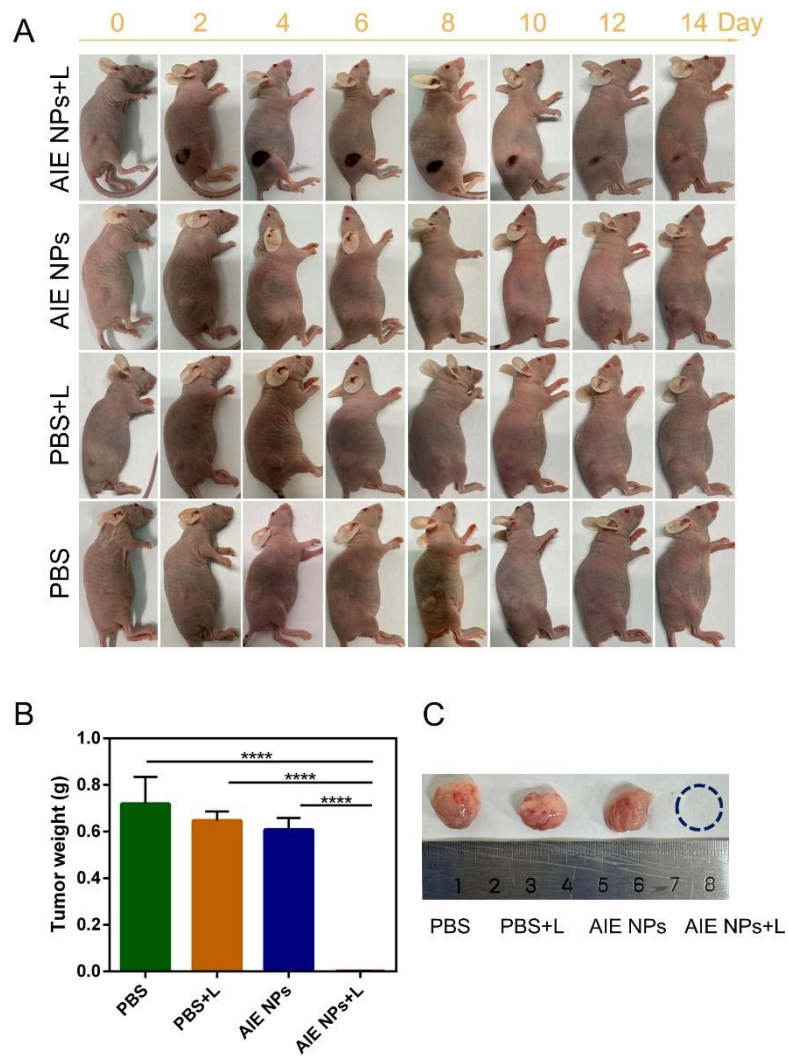 A
0 2 4 6 8 10 12 14 Day
AIE NPs+L
AIE NPs
PBS+L
PBS
B
Tumor weight (g)
1.0
0.8
0.6
0.4
0.2
0.0
****
****
****
PBS
PBS+L
AIE NPs
AIE NPs+L
C
1 2 3 4 5 6 7 8
PBS PBS+L AIE NPs AIE NPs+L